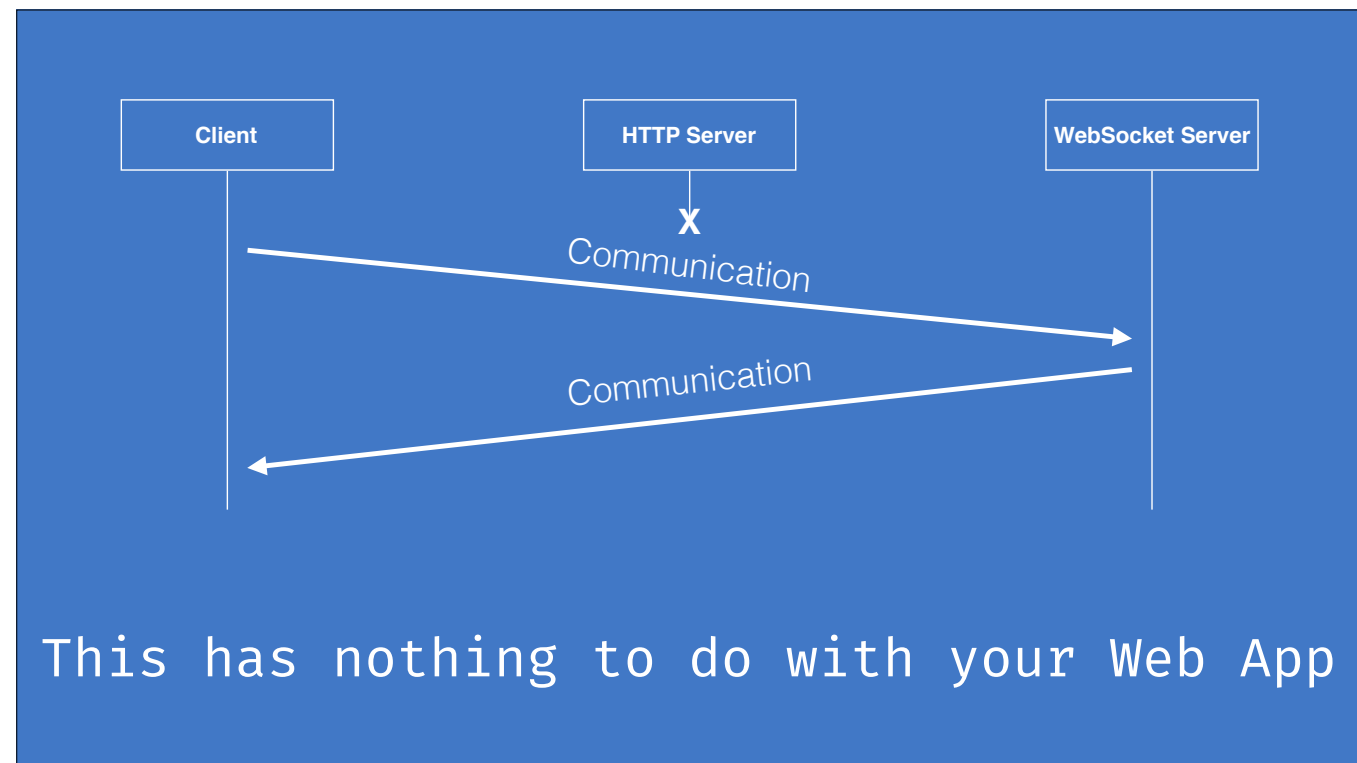 Client
HTTP Server
WebSocket Server
X
Communication
Communication
This has nothing to do with your Web App